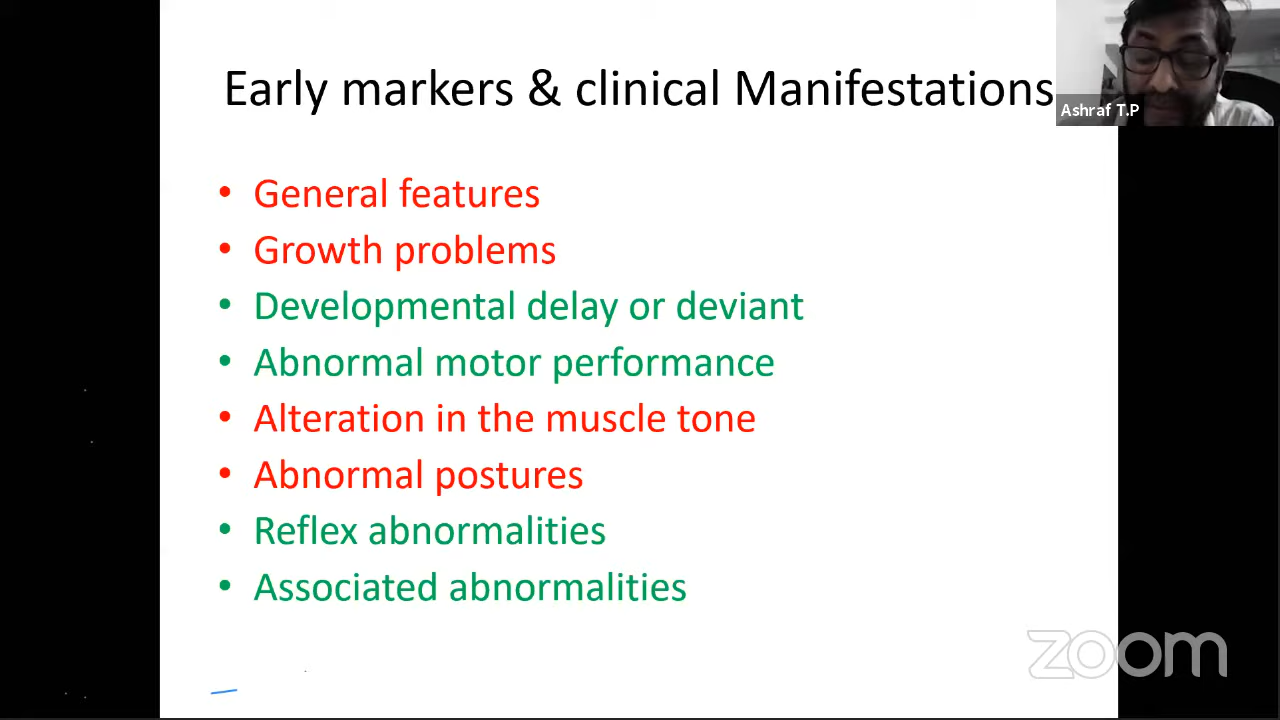 Early markers & clinical Manifestations
Ashraf T.P
• General features
• Growth problems
• Developmental delay or deviant
• Abnormal motor performance
• Alteration in the muscle tone
• Abnormal postures
• Reflex abnormalities
• Associated abnormalities
zoom